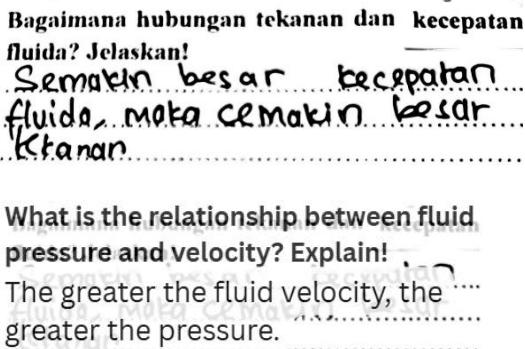 Bagaimana hubungan tekanan dan kecepatan
fluida? Jelaskan!
Semakin besar kecepatan
fluida, maka cemakin besar
Ktanan
What is the relationship between fluid
pressure and velocity? Explain!
The greater the fluid velocity, the
greater the pressure.